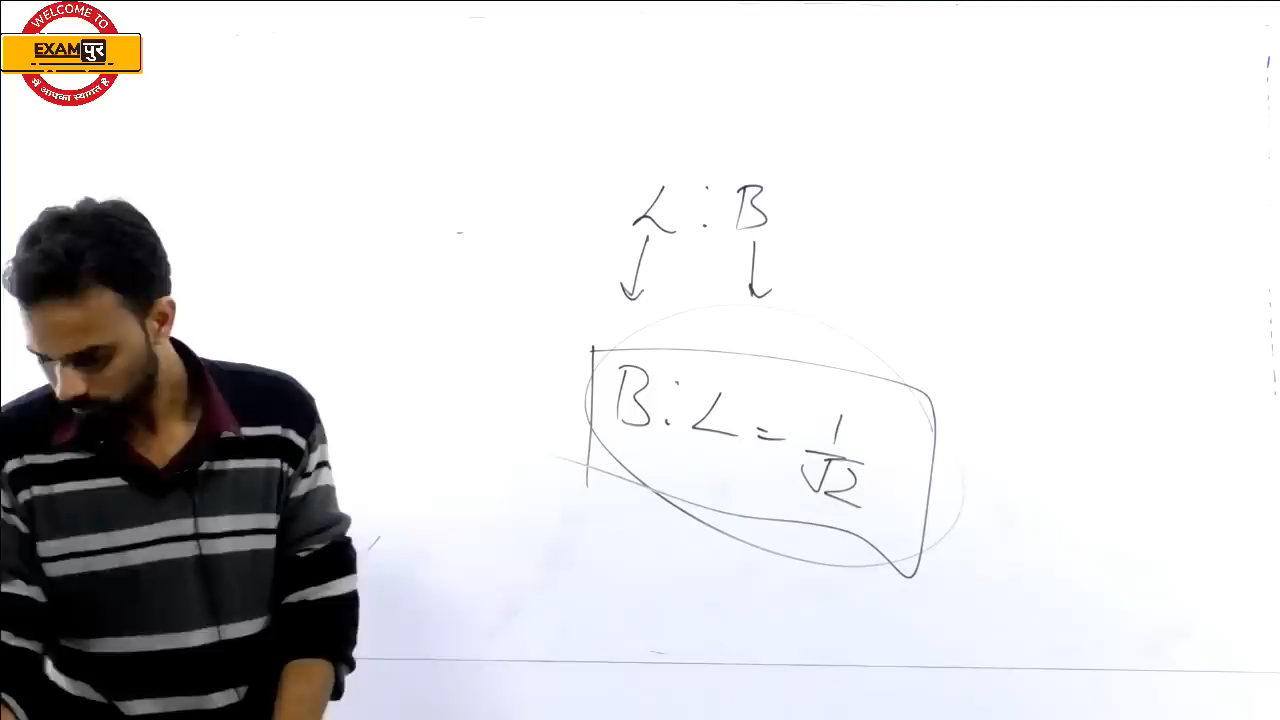 WELCOME TO
EXAMपुर
में आपका स्वागत है
L : B
B : L = 1/√2